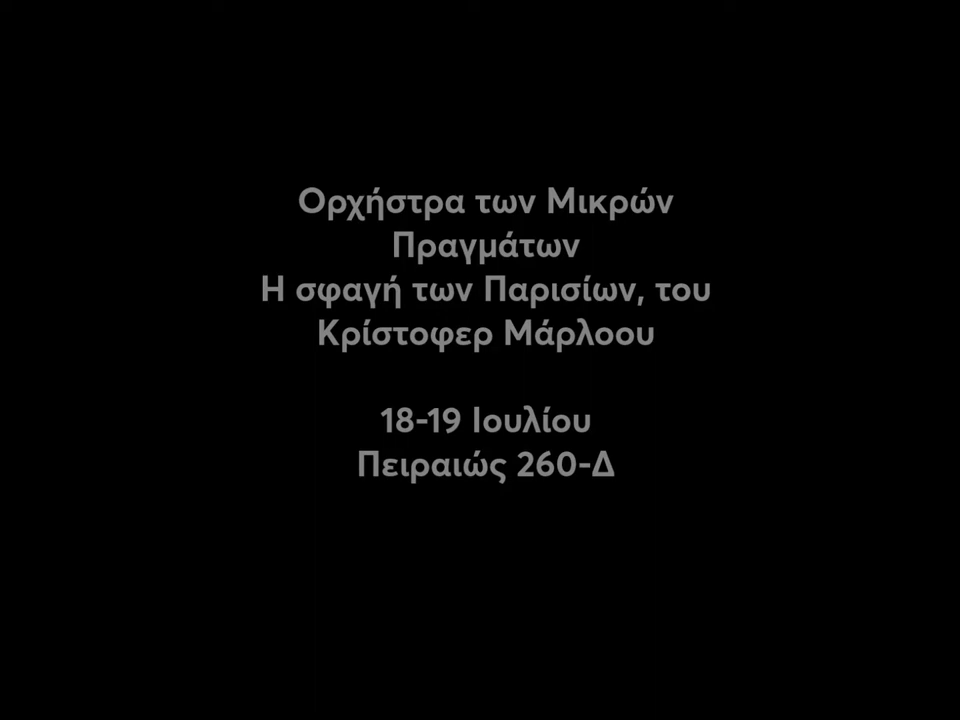 Ορχήστρα των Μικρών
Πραγμάτων
Η σφαγή των Παρισίων, του
Κρίστοφερ Μάρλοου
18-19 Ιουλίου
Πειραιώς 260-Δ